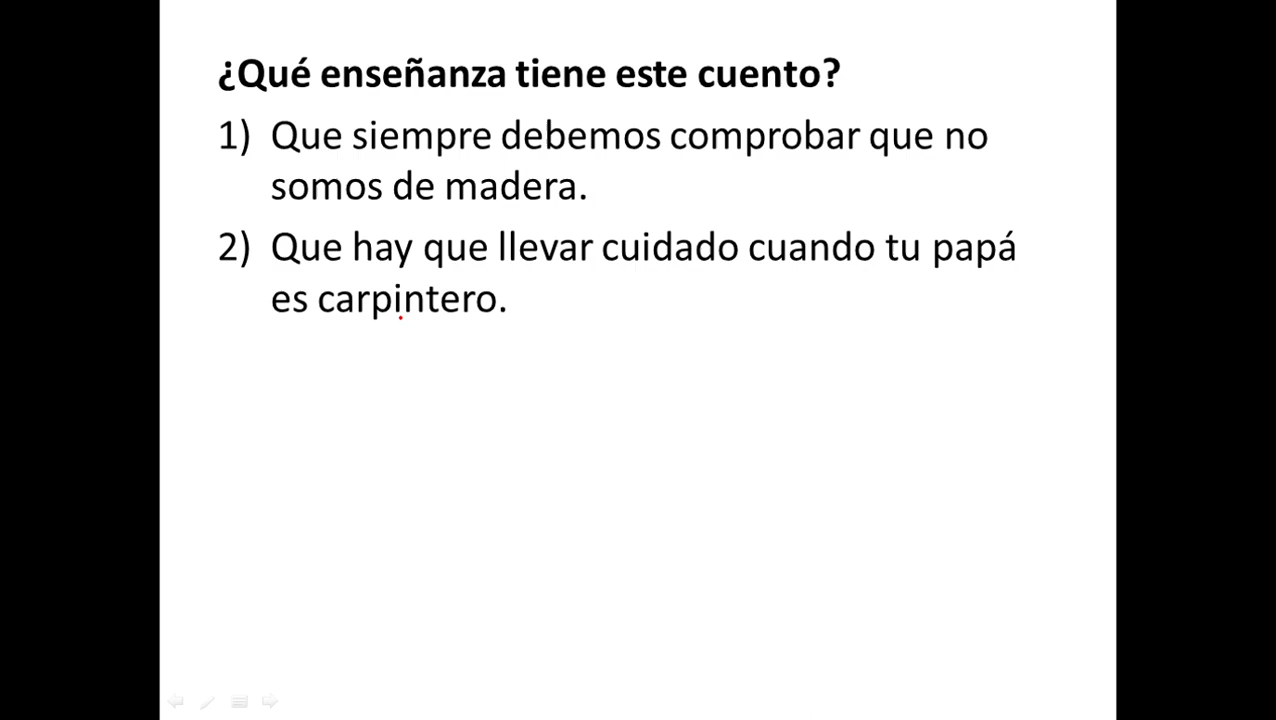 ¿Qué enseñanza tiene este cuento?
1) Que siempre debemos comprobar que no
somos de madera.
2) Que hay que llevar cuidado cuando tu papá
es carpintero.